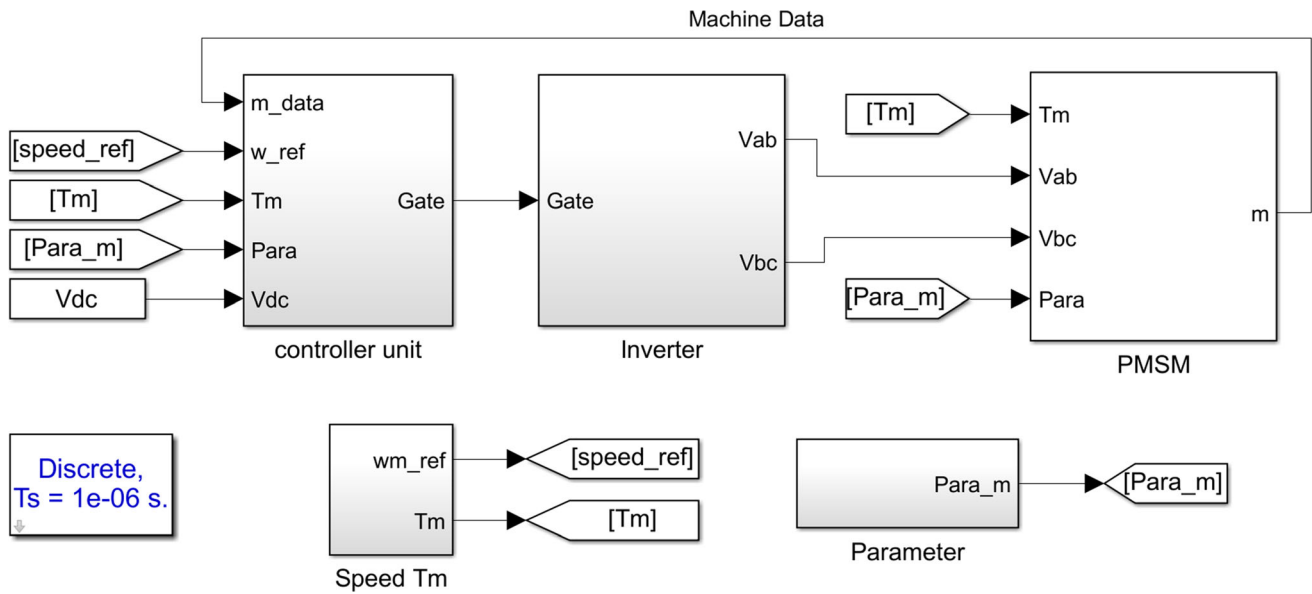 Machine Data
m_data
[speed_ref]
w_ref
[Tm]
Tm
[Para_m]
Para
Vdc
Vdc
Gate
controller unit
Gate
Vab
Vbc
Inverter
[Tm]
[Para_m]
Tm
Vab
Vbc
Para
m
PMSM
Discrete,
Ts = 1e-06 s.
wm_ref
Tm
Speed Tm
[speed_ref]
[Tm]
Para_m
Parameter
[Para_m]